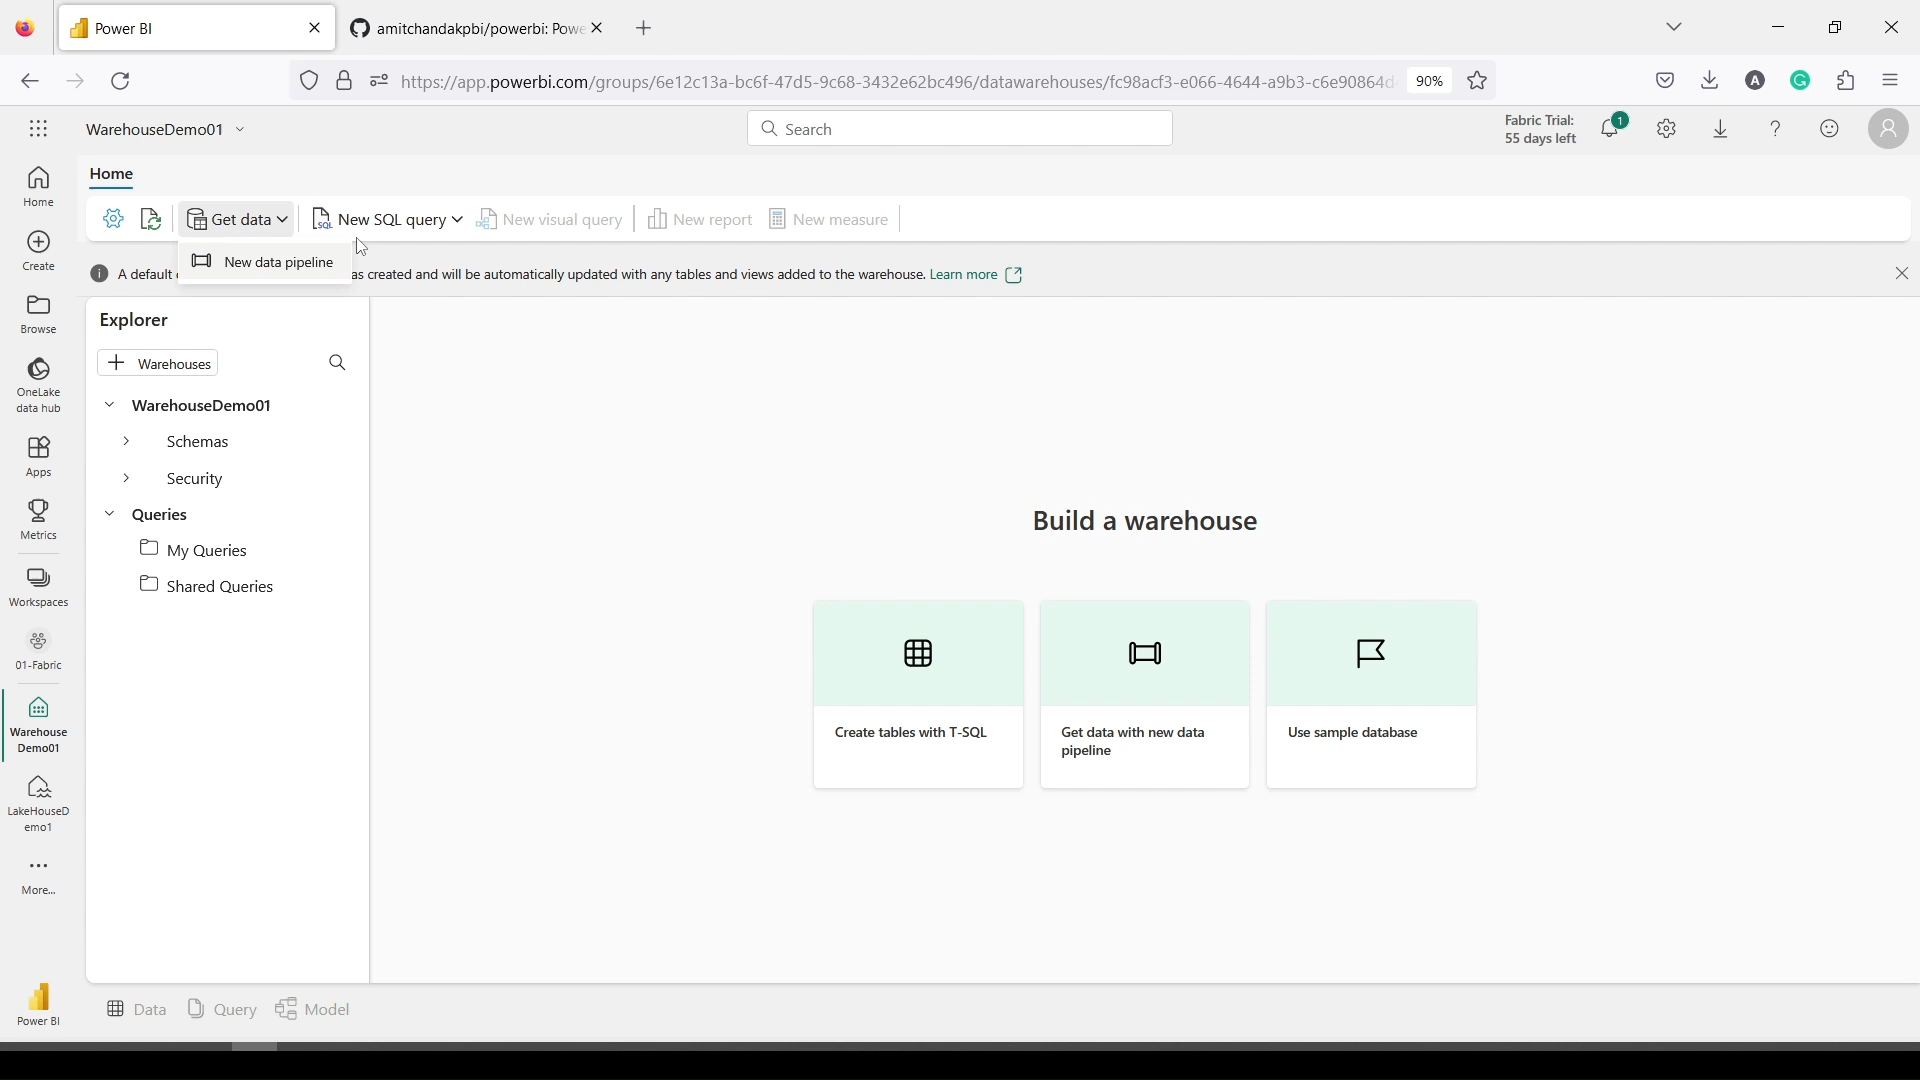 Power BI
amitchandakpbi/powerbi: Powe
https://app.powerbi.com/groups/6e12c13a-bc6f-47d5-9c68-3432e62bc496/datawarehouses/fc98acf3-e066-4644-a9b3-c6e90864d
90%
A
WarehouseDemo01
Search
Fabric Trial:
55 days left
1
?
Home
Get data
SQL
New SQL query
New visual query
New report
New measure
New data pipeline
A default
as created and will be automatically updated with any tables and views added to the warehouse. Learn more
Home
Create
Browse
OneLake
data hub
Apps
Metrics
Workspaces
01-Fabric
Warehouse
Demo01
LakeHouseD
emo1
More...
Power BI
Explorer
Warehouses
WarehouseDemo01
Schemas
Security
Queries
My Queries
Shared Queries
Build a warehouse
Create tables with T-SQL
Get data with new data
pipeline
Use sample database
Data
Query
Model